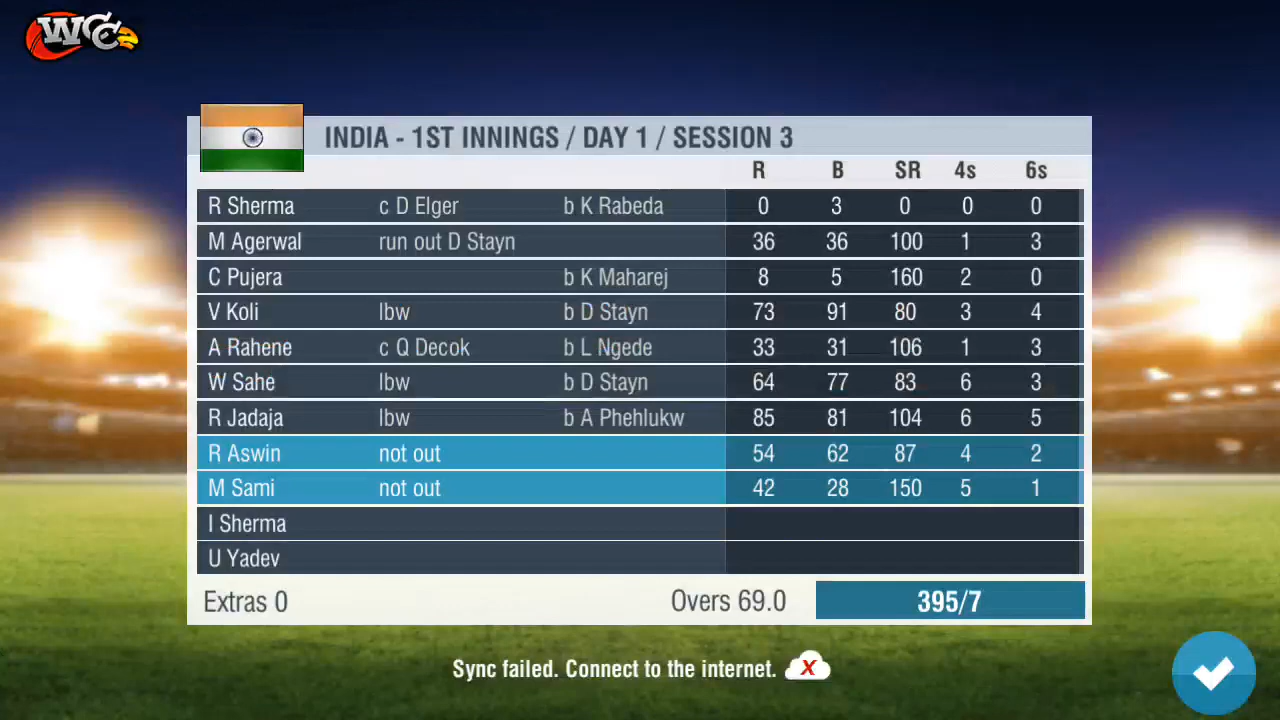 WCC
INDIA - 1ST INNINGS / DAY 1 / SESSION 3
R B SR 4s 6s
R Sherma c D Elger b K Rabeda 0 3 0 0 0
M Agerwal run out D Stayn 36 36 100 1 3
C Pujera b K Maharej 8 5 160 2 0
V Koli lbw b D Stayn 73 91 80 3 4
A Rahene c Q Decok b L Ngede 33 31 106 1 3
W Sahe lbw b D Stayn 64 77 83 6 3
R Jadaja lbw b A Phehlukw 85 81 104 6 5
R Aswin not out 54 62 87 4 2
M Sami not out 42 28 150 5 1
I Sherma
U Yadev
Extras 0 Overs 69.0 395/7
Sync failed. Connect to the internet. X